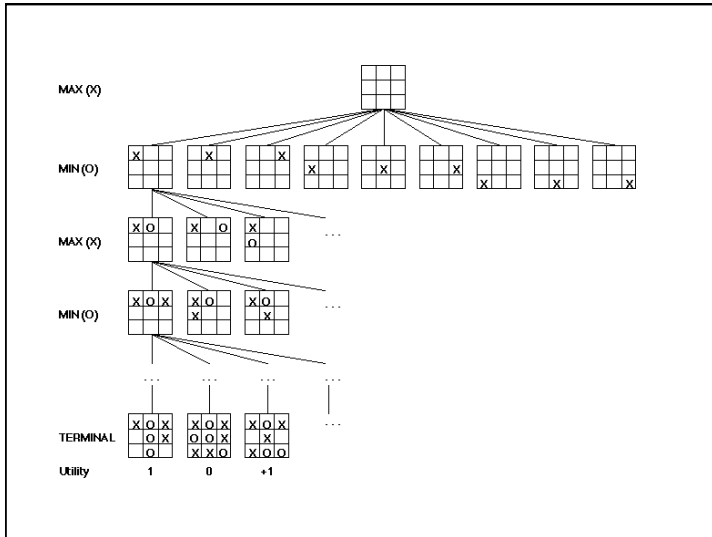 MAX (X)
X X X X X X X X X
MIN (O)
X O X O X
O
MAX (X)
...
X O X X O X O
X X
MIN (O)
...
... ... ... ...
X O X X O X X O X
O X O O X X
O X X O X O O
TERMINAL
...
Utility 1 0 +1